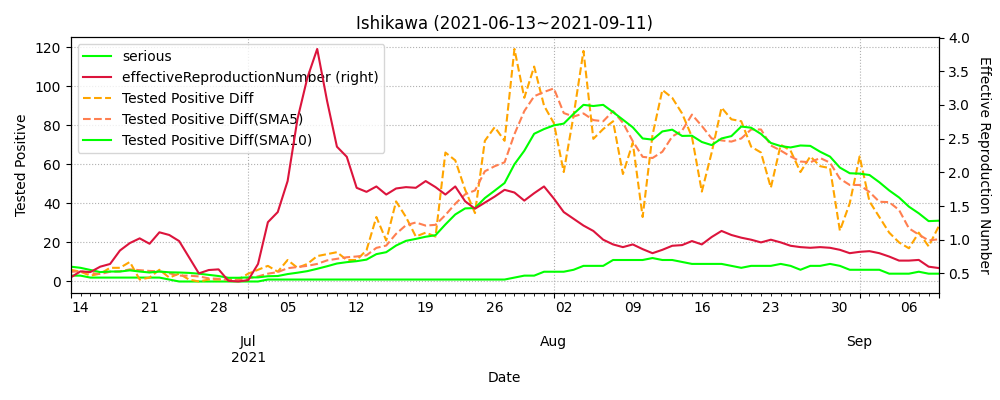 Ishikawa (2021-06-13~2021-09-11)
serious
effectiveReproductionNumber (right)
Tested Positive Diff
Tested Positive Diff(SMA5)
Tested Positive Diff(SMA10)
Tested Positive
120
100
80
60
40
20
0
4.0
3.5
3.0
2.5
2.0
1.5
1.0
0.5
Effective Reproduction Number
14 21 28 05 12 19 26 02 09 16 23 30 06
Jul Aug Sep
2021
Date